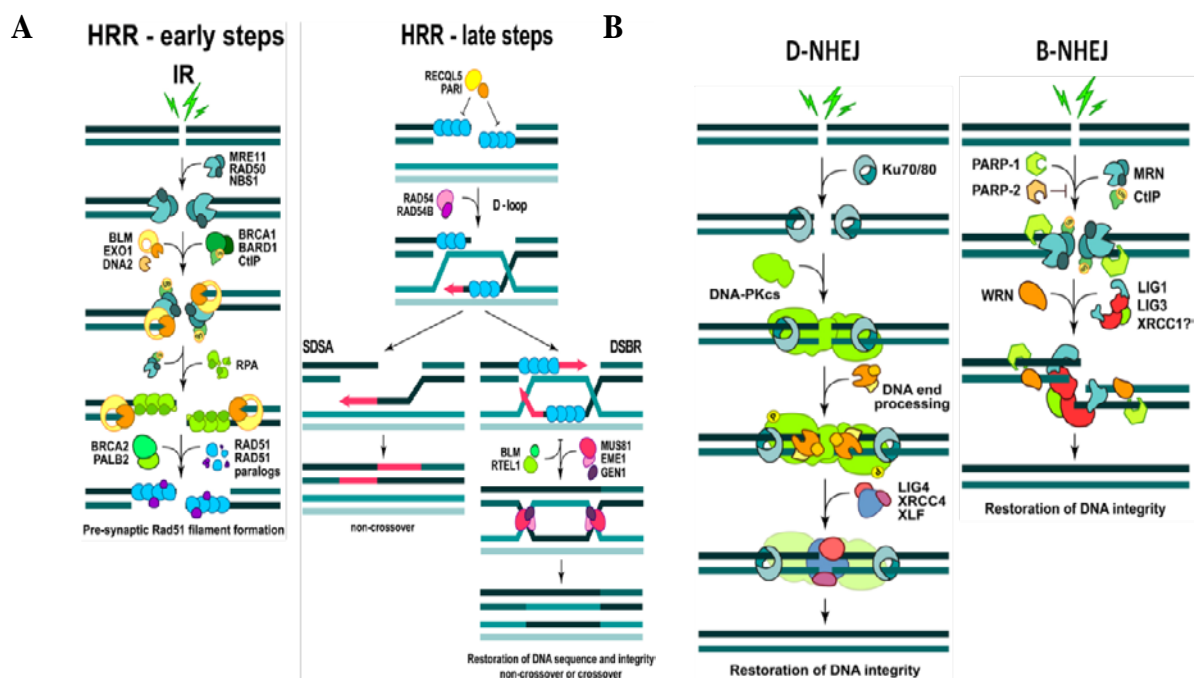 A
HRR - early steps
IR
MRE11
RAD50
NBS1
BLM
EXO1
DNA2
BRCA1
BARD1
CtIP
RPA
BRCA2
PALB2
RAD51
RAD51
paralogs
Pre-synaptic Rad51 filament formation
HRR - late steps
RECQL5
PARI
RAD54
RAD54B
D-loop
SDSA
DSBR
non-crossover
BLM
RTEL1
MUS81
EME1
GEN1
Restoration of DNA sequence and integrity
non-crossover or crossover
B
D-NHEJ
Ku70/80
DNA-PKcs
DNA end
processing
LIG4
XRCC4
XLF
Restoration of DNA integrity
B-NHEJ
PARP-1
PARP-2
MRN
CtIP
WRN
LIG1
LIG3
XRCC1?
Restoration of DNA integrity